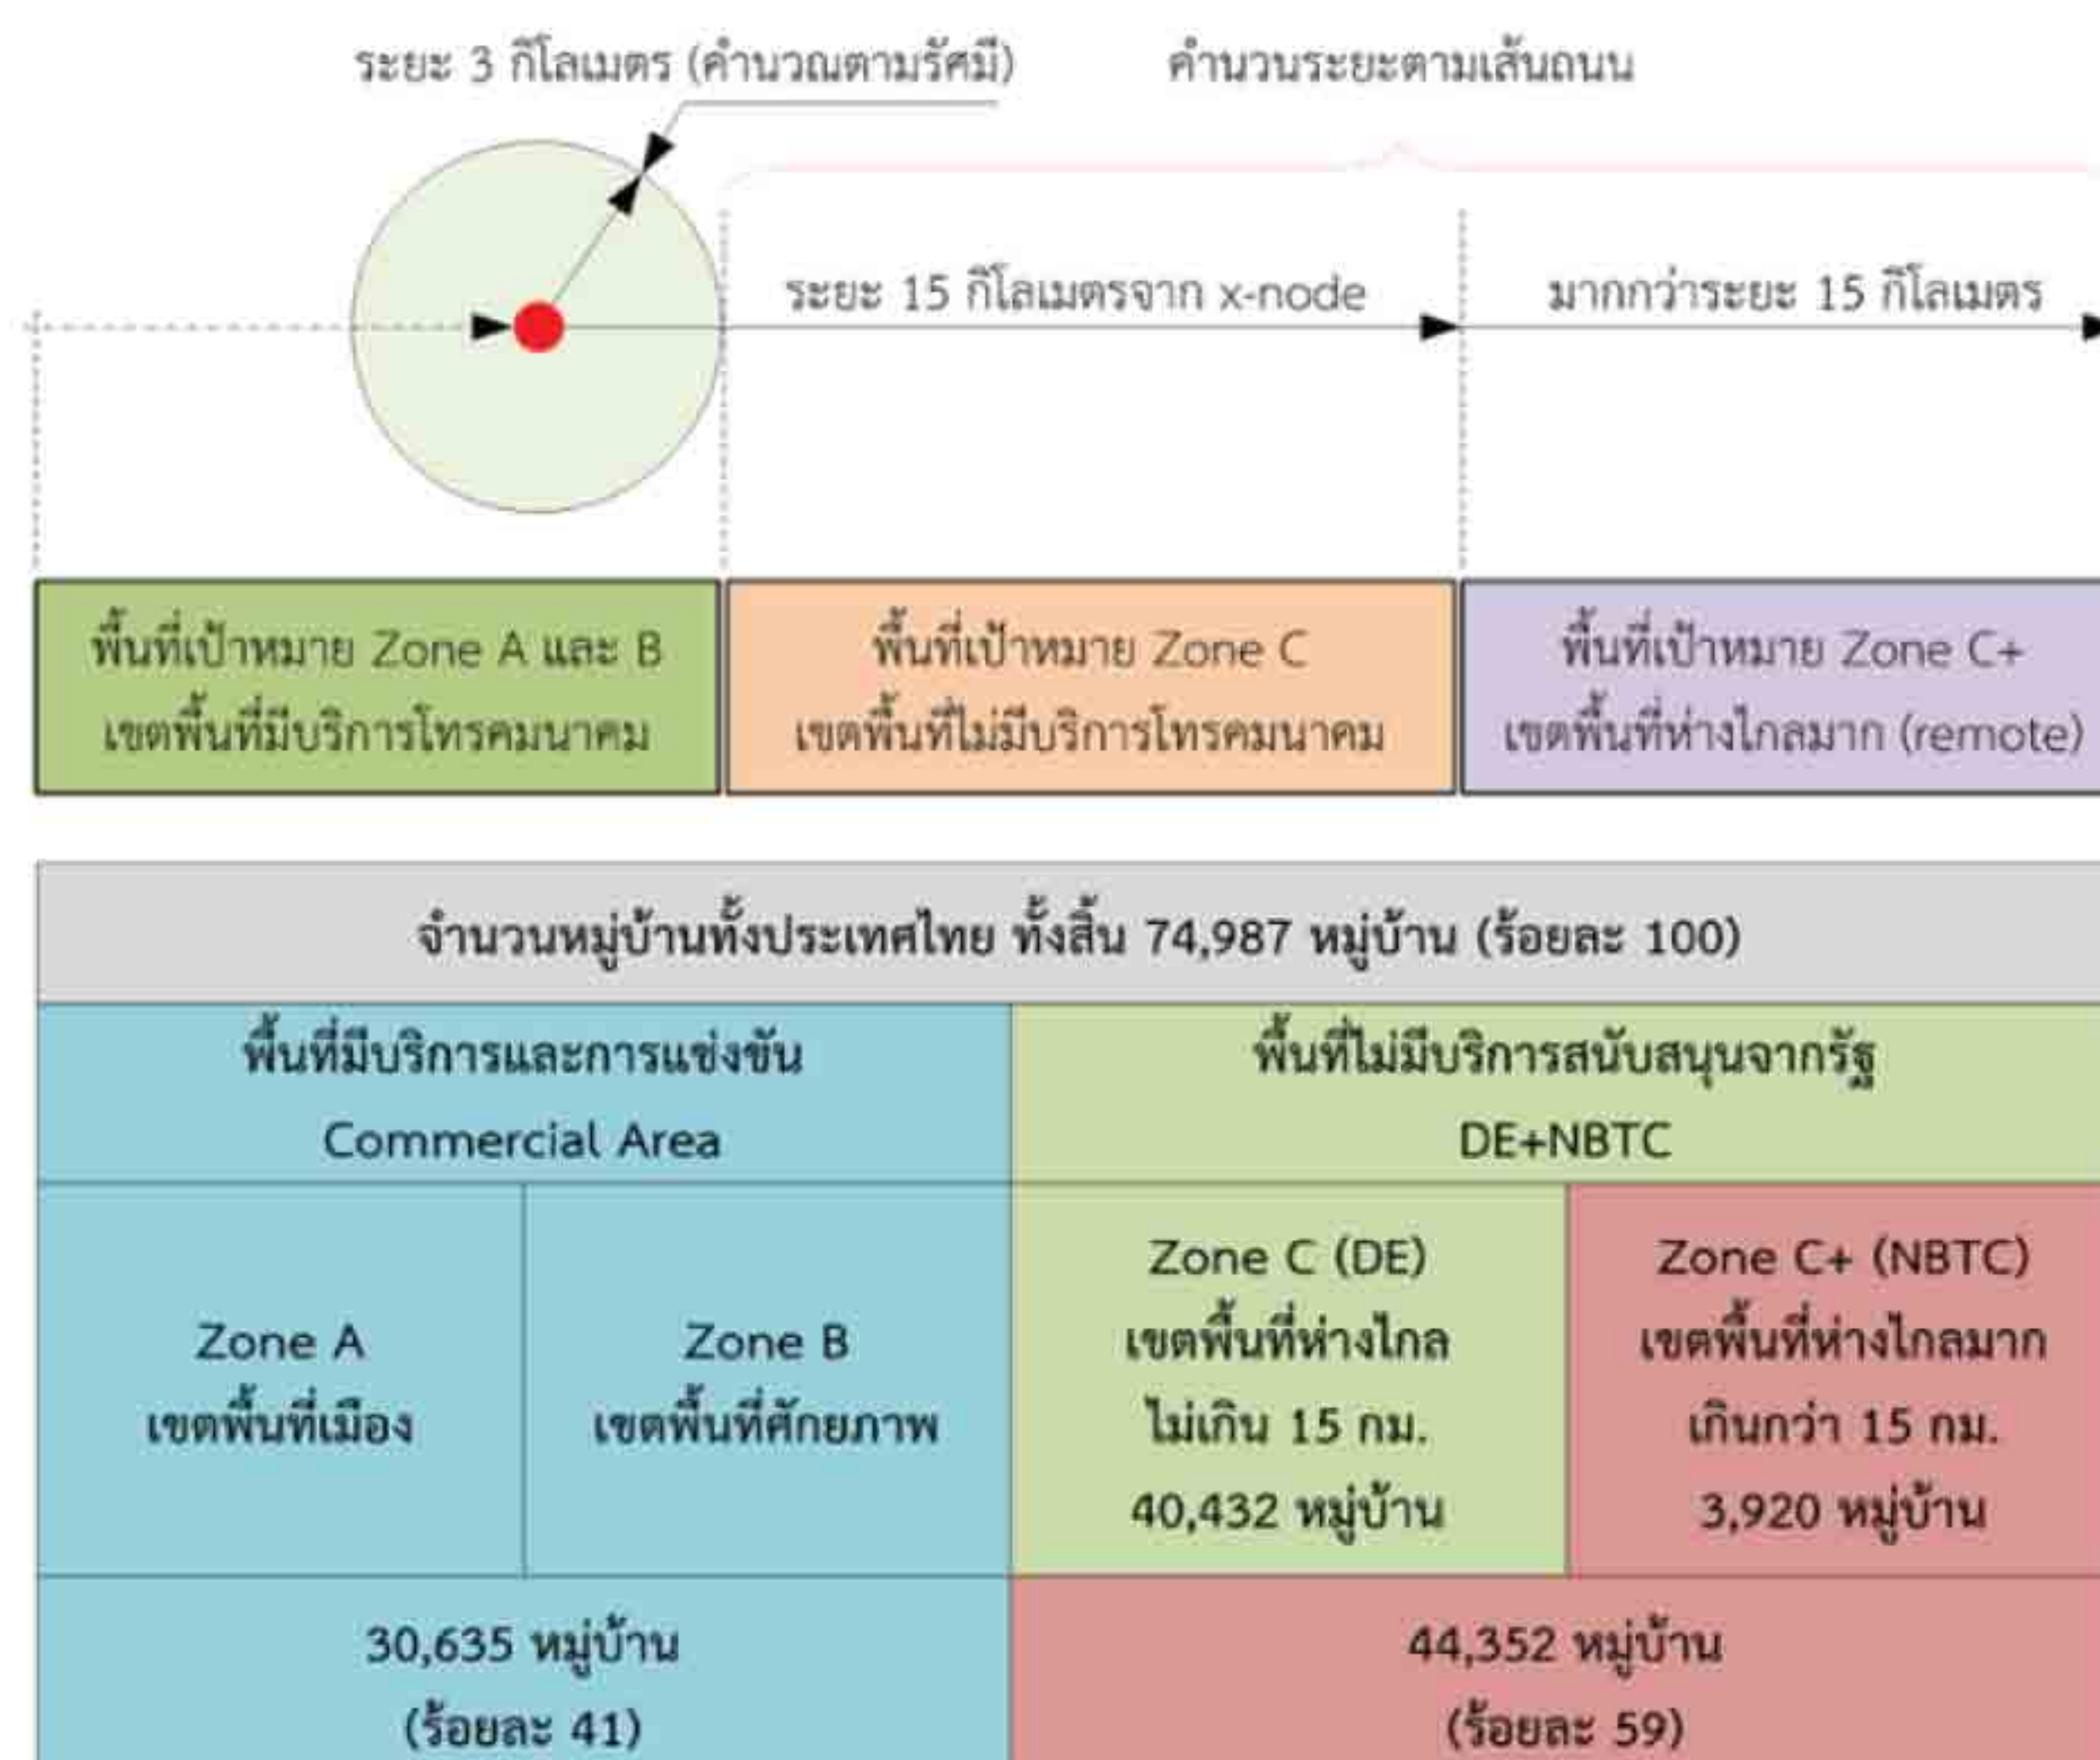 ระยะ 3 กิโลเมตร (คำนวณตามรัศมี)
คำนวนระยะตามเส้นถนน
ระยะ 15 กิโลเมตรจาก x-node
มากกว่าระยะ 15 กิโลเมตร
พื้นที่เป้าหมาย Zone A และ B
เขตพื้นที่มีบริการโทรคมนาคม
พื้นที่เป้าหมาย Zone C
เขตพื้นที่ไม่มีบริการโทรคมนาคม
พื้นที่เป้าหมาย Zone C+
เขตพื้นที่ห่างไกลมาก (remote)
จำนวนหมู่บ้านทั้งประเทศไทย ทั้งสิ้น 74,987 หมู่บ้าน (ร้อยละ 100)
พื้นที่มีบริการและการแข่งขัน
Commercial Area
พื้นที่ไม่มีบริการสนับสนุนจากรัฐ
DE+NBTC
Zone A
เขตพื้นที่เมือง
Zone B
เขตพื้นที่ศักยภาพ
Zone C (DE)
เขตพื้นที่ห่างไกล
ไม่เกิน 15 กม.
40,432 หมู่บ้าน
Zone C+ (NBTC)
เขตพื้นที่ห่างไกลมาก
เกินกว่า 15 กม.
3,920 หมู่บ้าน
30,635 หมู่บ้าน
(ร้อยละ 41)
44,352 หมู่บ้าน
(ร้อยละ 59)